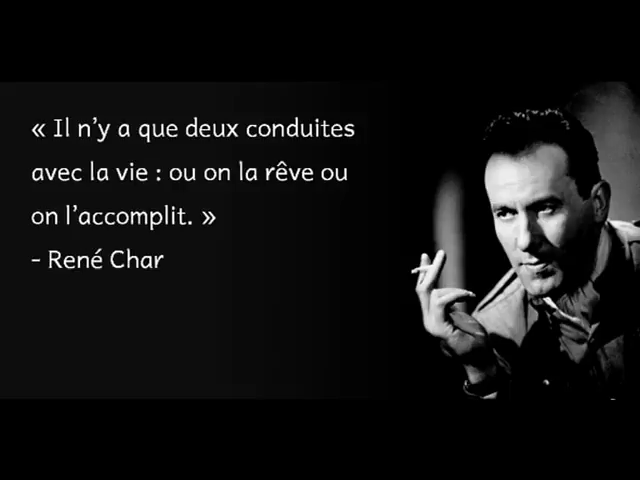 « Il n’y a que deux conduites
avec la vie : ou on la rêve ou
on l’accomplit. »
- René Char